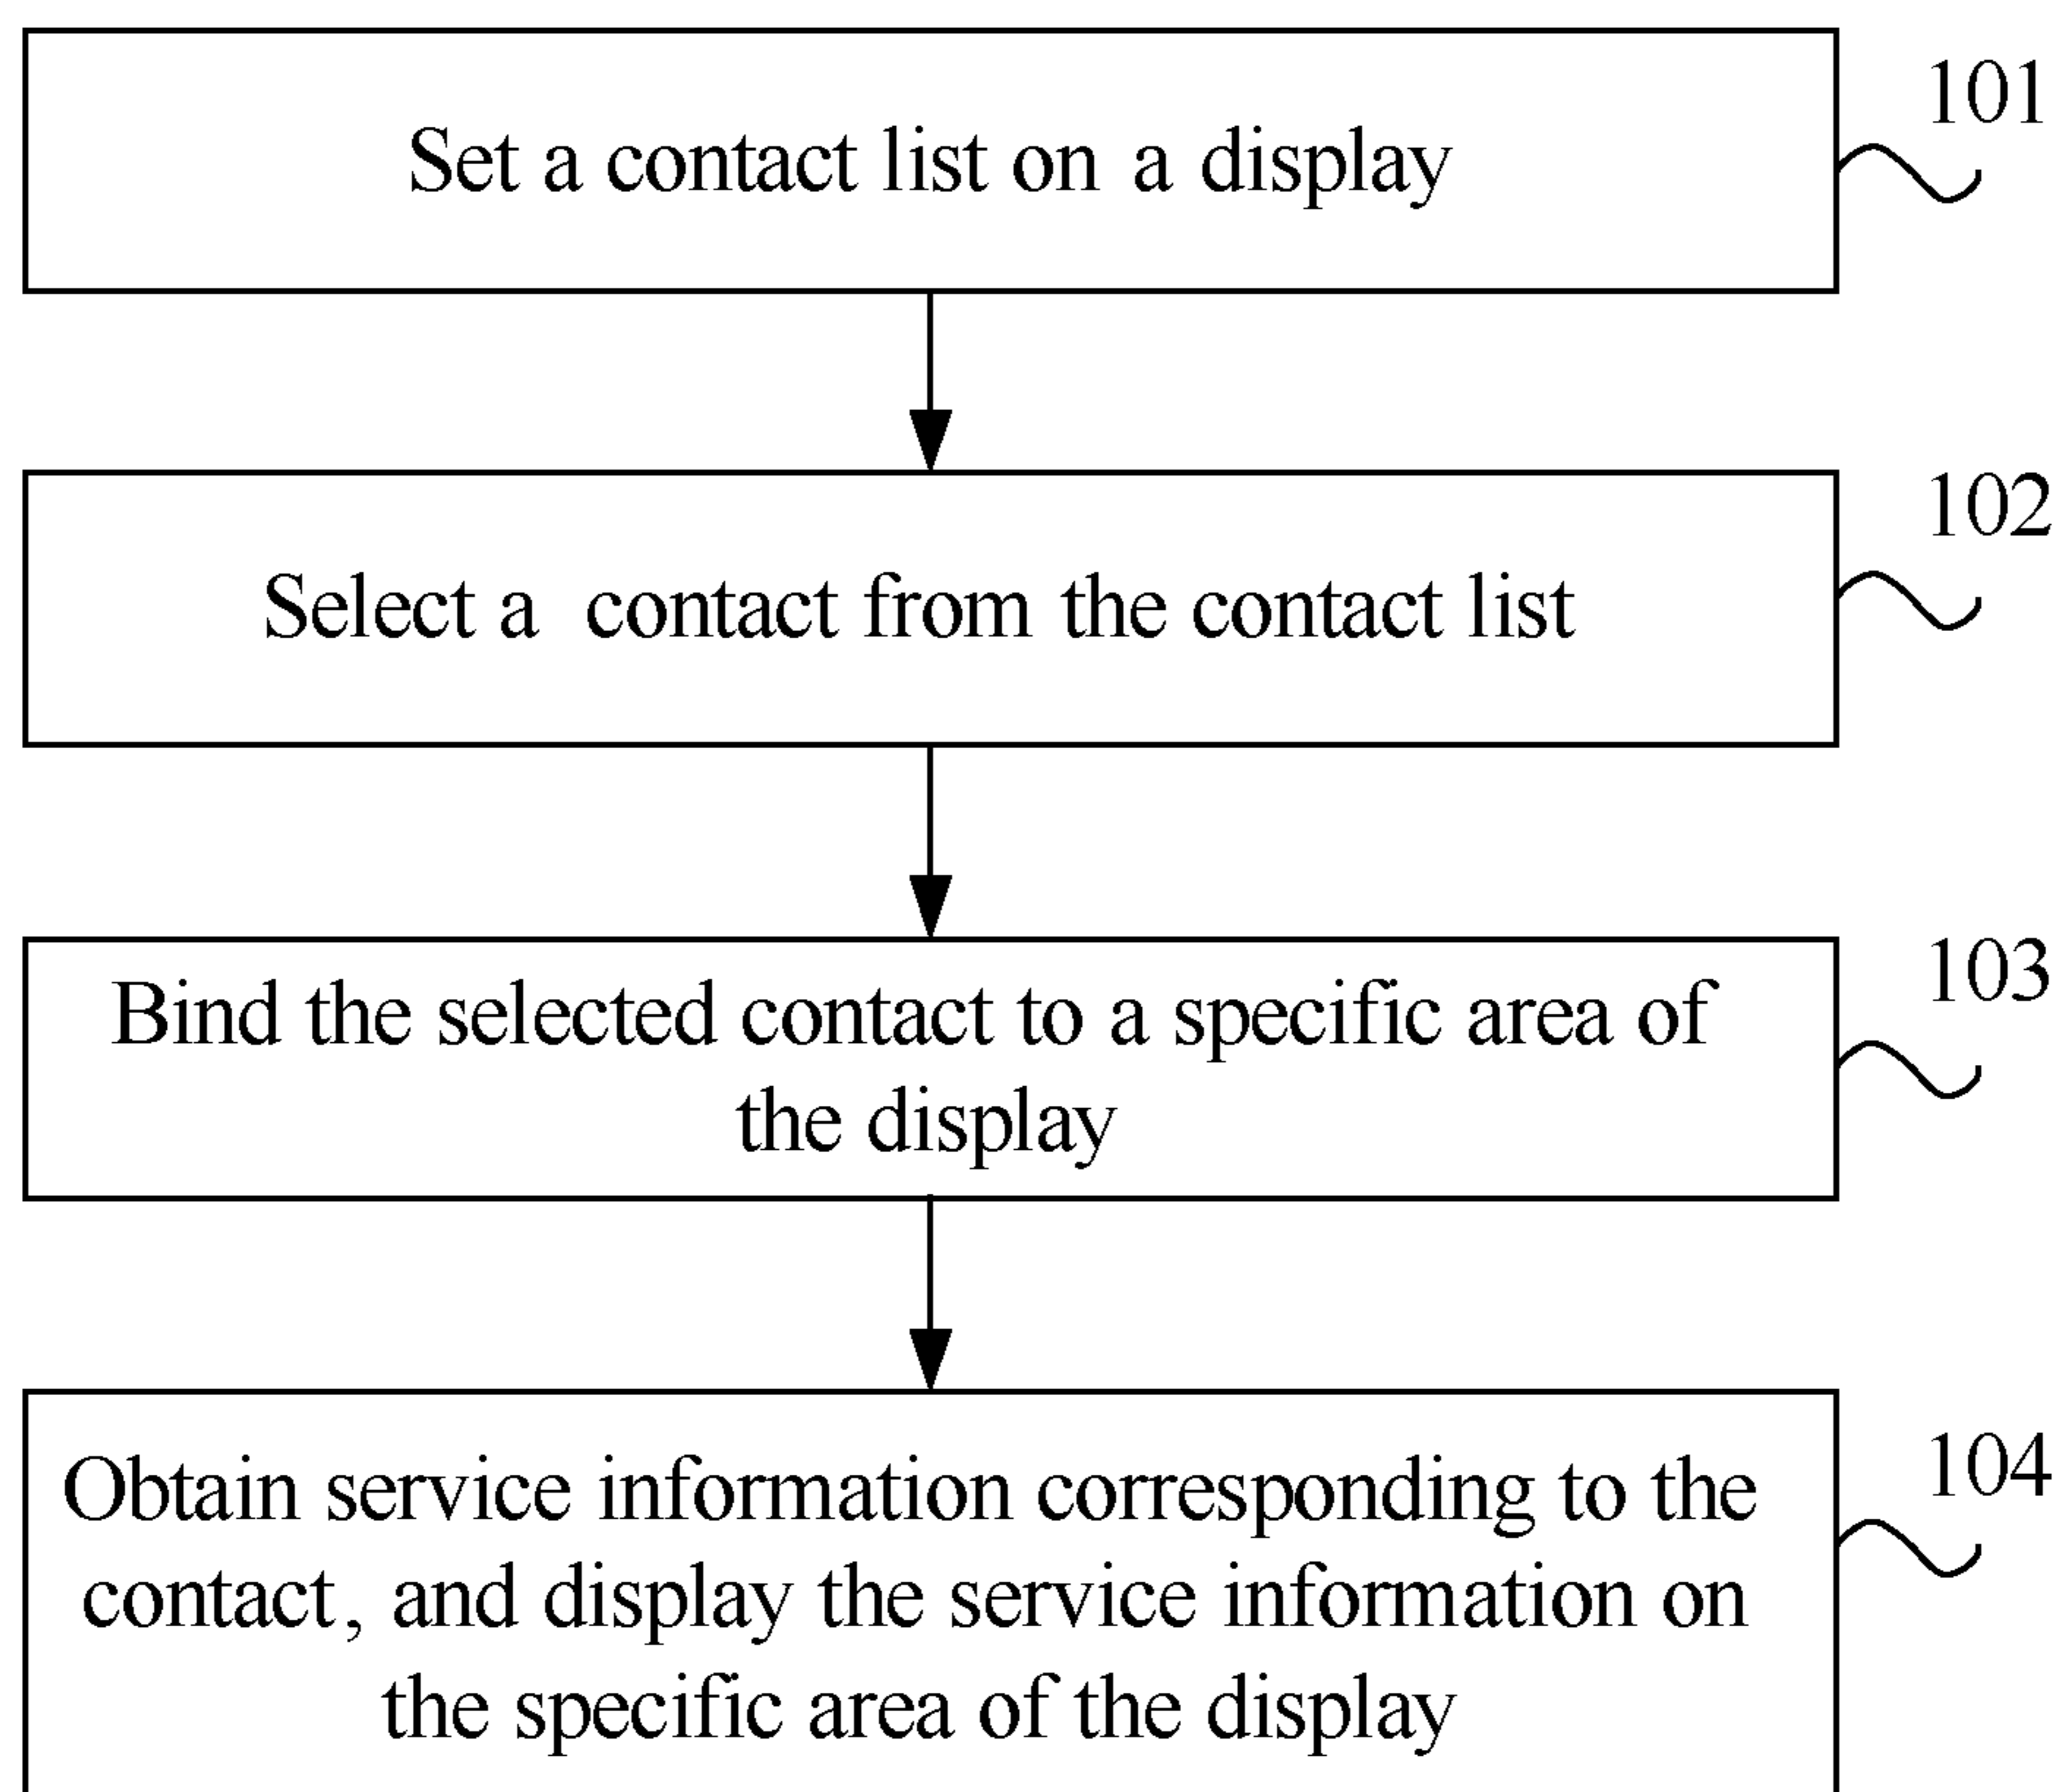 101
Set a contact list on a display
102
Select a contact from the contact list
103
Bind the selected contact to a specific area of
the display
104
Obtain service information corresponding to the
contact, and display the service information on
the specific area of the display